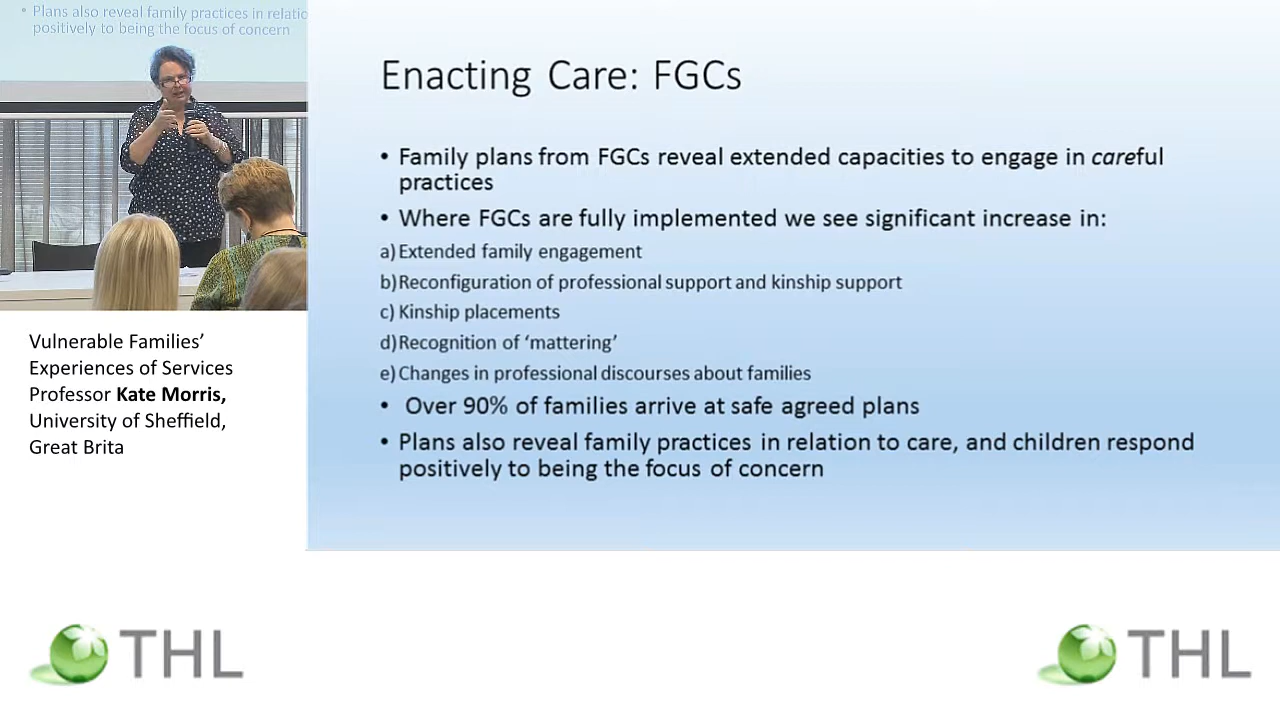 • Plans also reveal family practices in relatio
positively to being the focus of concern
Enacting Care: FGCs
• Family plans from FGCs reveal extended capacities to engage in careful
practices
• Where FGCs are fully implemented we see significant increase in:
a) Extended family engagement
b) Reconfiguration of professional support and kinship support
c) Kinship placements
d) Recognition of ‘mattering’
e) Changes in professional discourses about families
• Over 90% of families arrive at safe agreed plans
• Plans also reveal family practices in relation to care, and children respond
positively to being the focus of concern
Vulnerable Families’
Experiences of Services
Professor Kate Morris,
University of Sheffield,
Great Brita
THL
THL